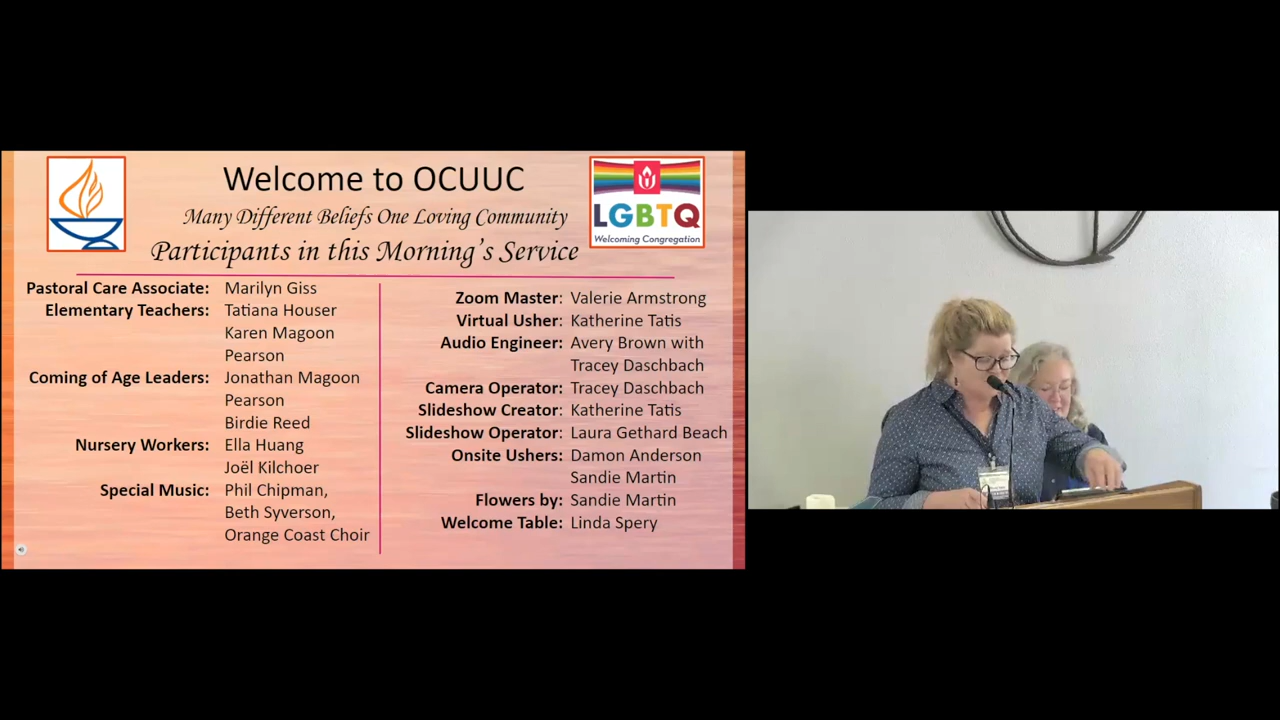 Welcome to OCUUC
Many Different Beliefs One Loving Community
Participants in this Morning's Service
LGBTQ
Welcoming Congregation
Pastoral Care Associate: Marilyn Giss
Elementary Teachers: Tatiana Houser
Karen Magoon
Pearson
Coming of Age Leaders: Jonathan Magoon
Pearson
Birdie Reed
Nursery Workers: Ella Huang
Joël Kilchoer
Special Music: Phil Chipman,
Beth Syverson,
Orange Coast Choir
Zoom Master: Valerie Armstrong
Virtual Usher: Katherine Tatis
Audio Engineer: Avery Brown with
Tracey Daschbach
Camera Operator: Tracey Daschbach
Slideshow Creator: Katherine Tatis
Slideshow Operator: Laura Gethard Beach
Onsite Ushers: Damon Anderson
Sandie Martin
Flowers by: Sandie Martin
Welcome Table: Linda Spery